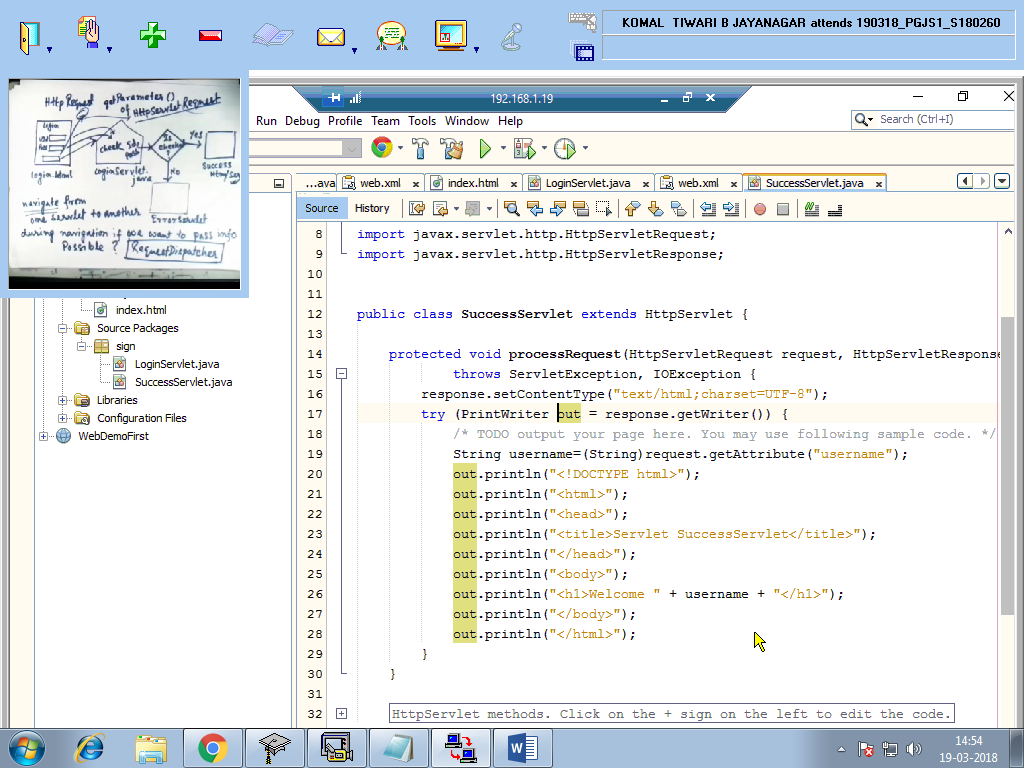 KOMAL TIWARI B JAYANAGAR attends 190318_PGJS1_S180260
Http Request getParameter()
of HttpServletRequest
login
check
pass
Yes
No
login.html
LoginServlet.
java
Success
ErrorServlet
navigate from
one servlet to another
during navigation if we want to pass info
Possible ? RequestDispatcher
192.168.1.19
Run Debug Profile Team Tools Window Help
Search (Ctrl+I)
...ava web.xml index.html LoginServlet.java web.xml SuccessServlet.java
Source History
index.html
Source Packages
sign
LoginServlet.java
SuccessServlet.java
Libraries
Configuration Files
WebDemoFirst
8 import javax.servlet.http.HttpServletRequest;
9 import javax.servlet.http.HttpServletResponse;
10
11
12 public class SuccessServlet extends HttpServlet {
13
14 protected void processRequest(HttpServletRequest request, HttpServletResponse
15 throws ServletException, IOException {
16 response.setContentType("text/html;charset=UTF-8");
17 try (PrintWriter out = response.getWriter()) {
18 /* TODO output your page here. You may use following sample code. */
19 String username=(String)request.getAttribute("username");
20 out.println("<!DOCTYPE html>");
21 out.println("<html>");
22 out.println("<head>");
23 out.println("<title>Servlet SuccessServlet</title>");
24 out.println("</head>");
25 out.println("<body>");
26 out.println("<h1>Welcome " + username + "</h1>");
27 out.println("</body>");
28 out.println("</html>");
29 }
30 }
31
32 HttpServlet methods. Click on the + sign on the left to edit the code.
14:54
19-03-2018